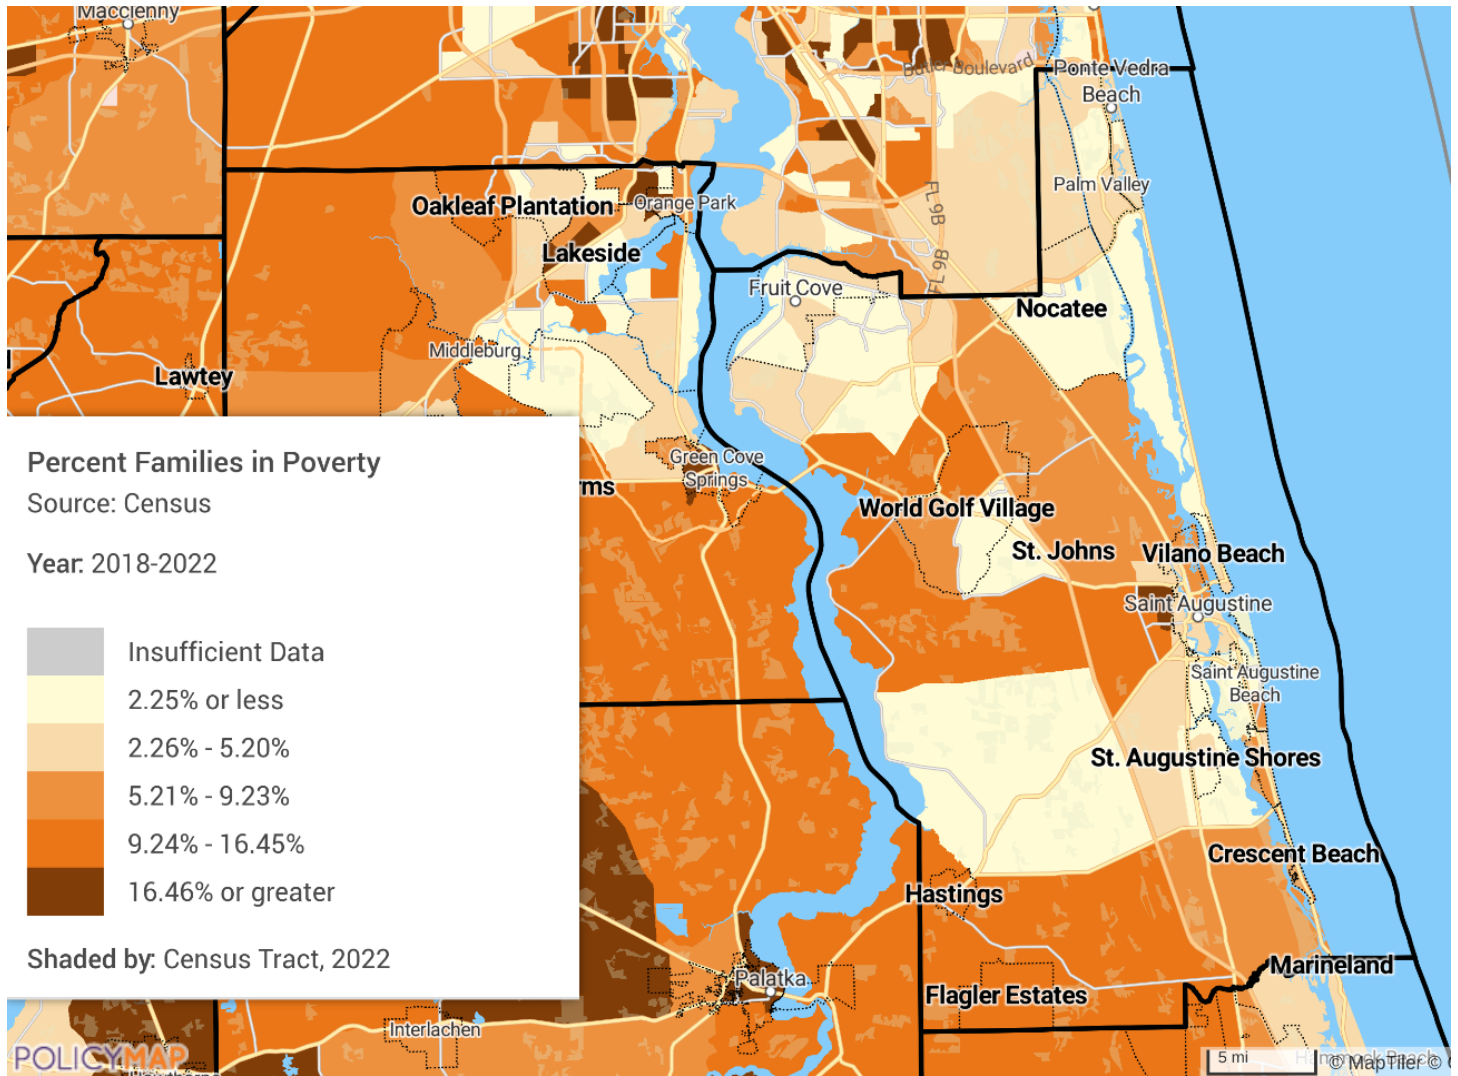 Macclenny
Butler Boulevard
Ponte Vedra
Beach
Palm Valley
FL 9B
Oakleaf Plantation
Orange Park
Lakeside
FL 9B
Fruit Cove
Nocatee
Middleburg
Lawtey
Percent Families in Poverty
Source: Census
Year: 2018-2022
Insufficient Data
2.25% or less
2.26% - 5.20%
5.21% - 9.23%
9.24% - 16.45%
16.46% or greater
Shaded by: Census Tract, 2022
Green Cove
Springs
rms
World Golf Village
St. Johns
Vilano Beach
Saint Augustine
Saint Augustine
Beach
St. Augustine Shores
Crescent Beach
Hastings
Marineland
Palatka
Flagler Estates
Interlachen
POLICYMAP
5 mi
Hammock Beach
© MapTiler ©